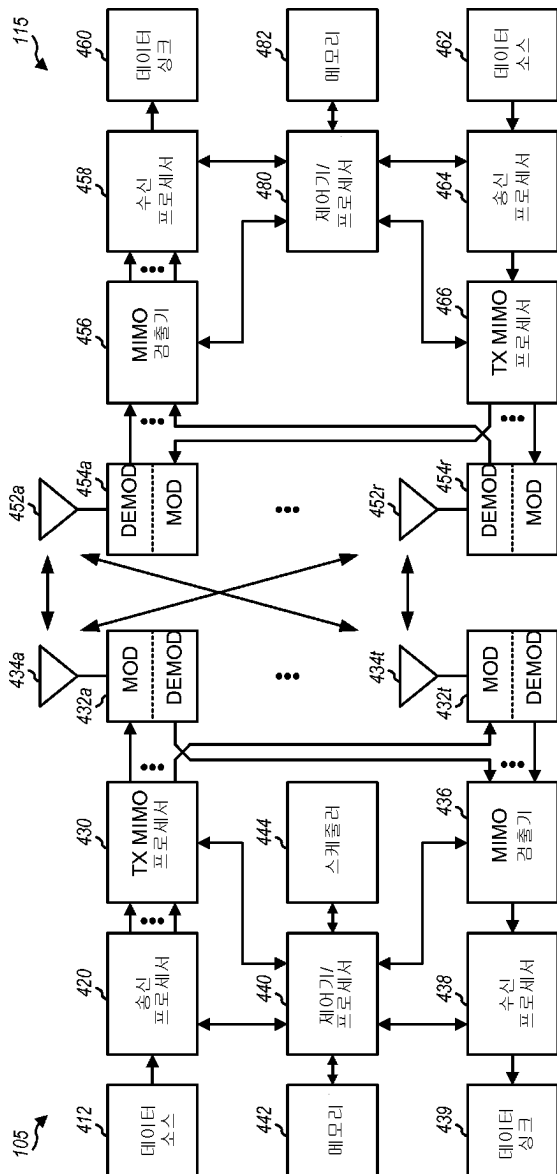 105
412
데이터
소스
420
송신
프로세서
430
TX MIMO
프로세서
432a
MOD
DEMOD
434a
442
메모리
440
제어기/
프로세서
444
스케줄러
439
데이터
싱크
438
수신
프로세서
436
MIMO
검출기
432t
MOD
DEMOD
434t
115
452a
454a
DEMOD
MOD
456
MIMO
검출기
458
수신
프로세서
460
데이터
싱크
480
제어기/
프로세서
482
메모리
452r
454r
DEMOD
MOD
466
TX MIMO
프로세서
464
송신
프로세서
462
데이터
소스